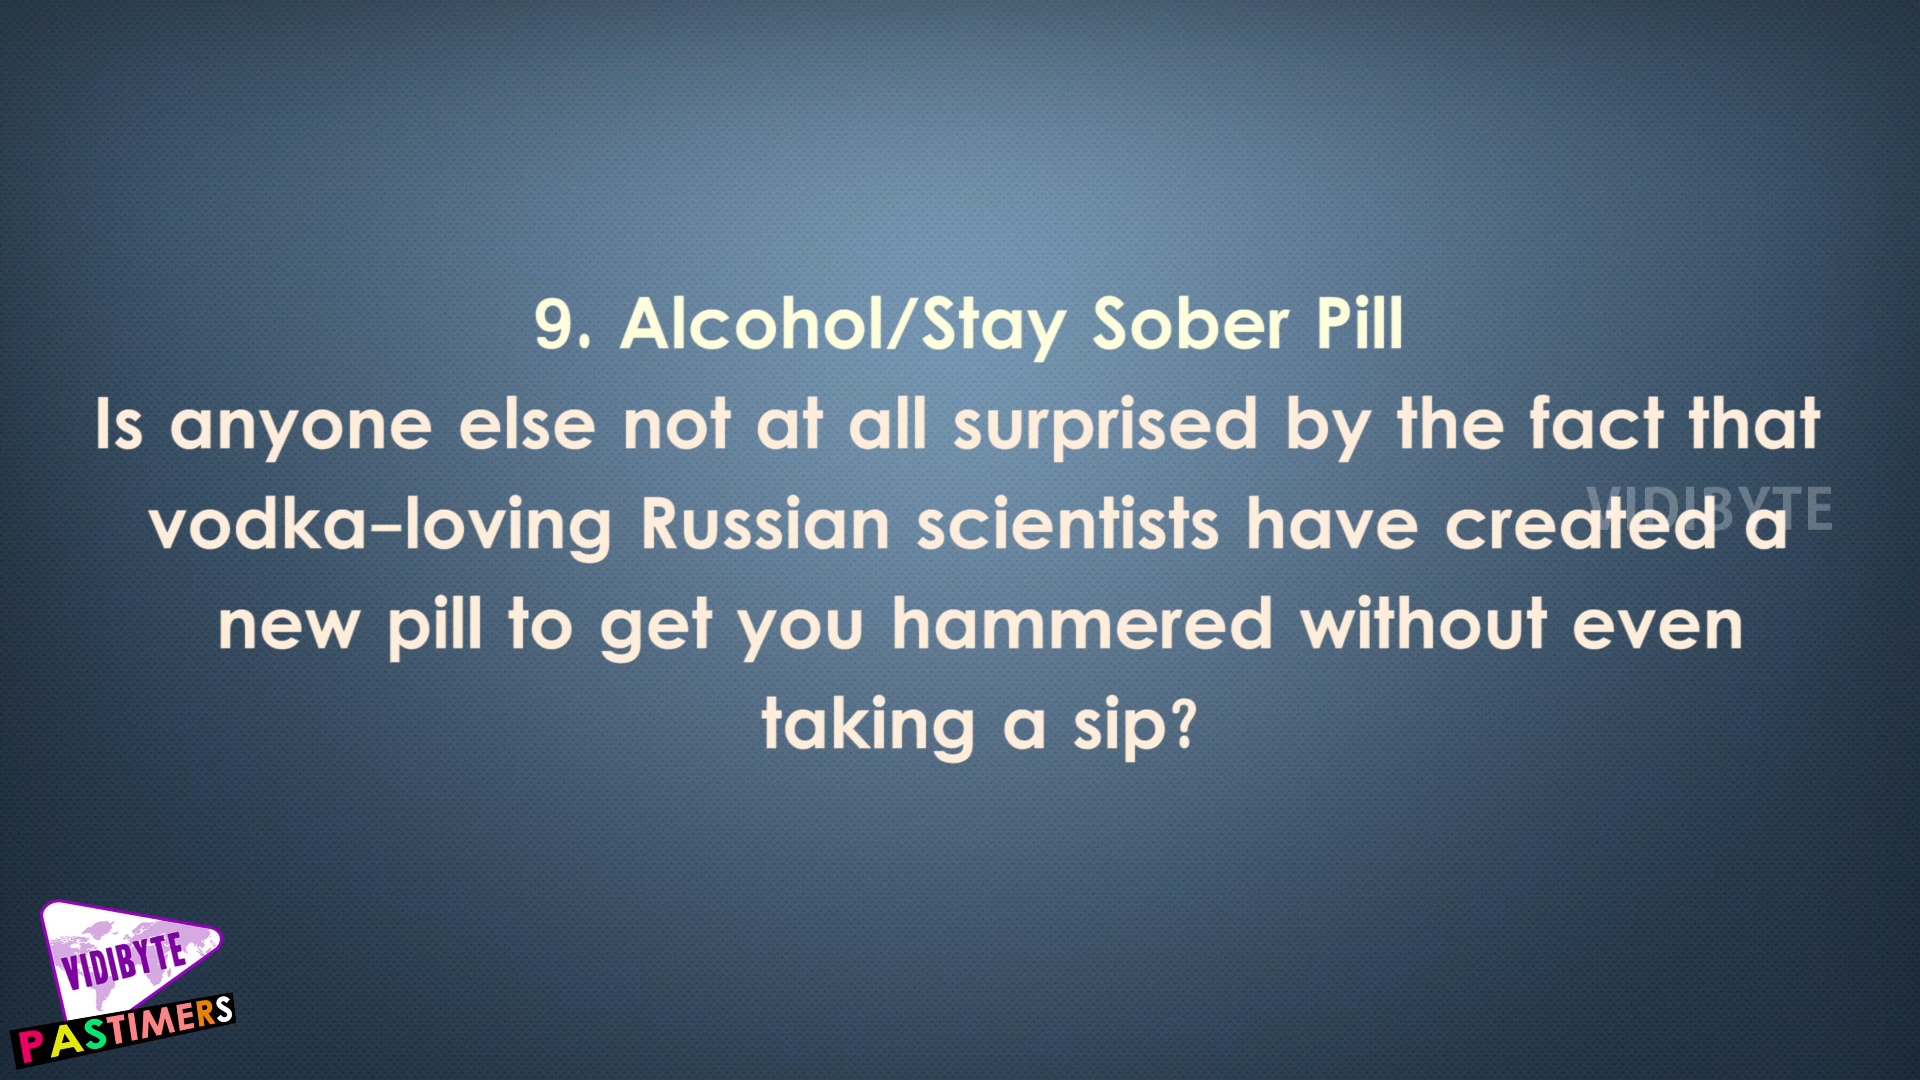 9. Alcohol/Stay Sober Pill
Is anyone else not at all surprised by the fact that
vodka–loving Russian scientists have created a
new pill to get you hammered without even
taking a sip?
VIDIBYTE
VIDIBYTE
PASTIMERS